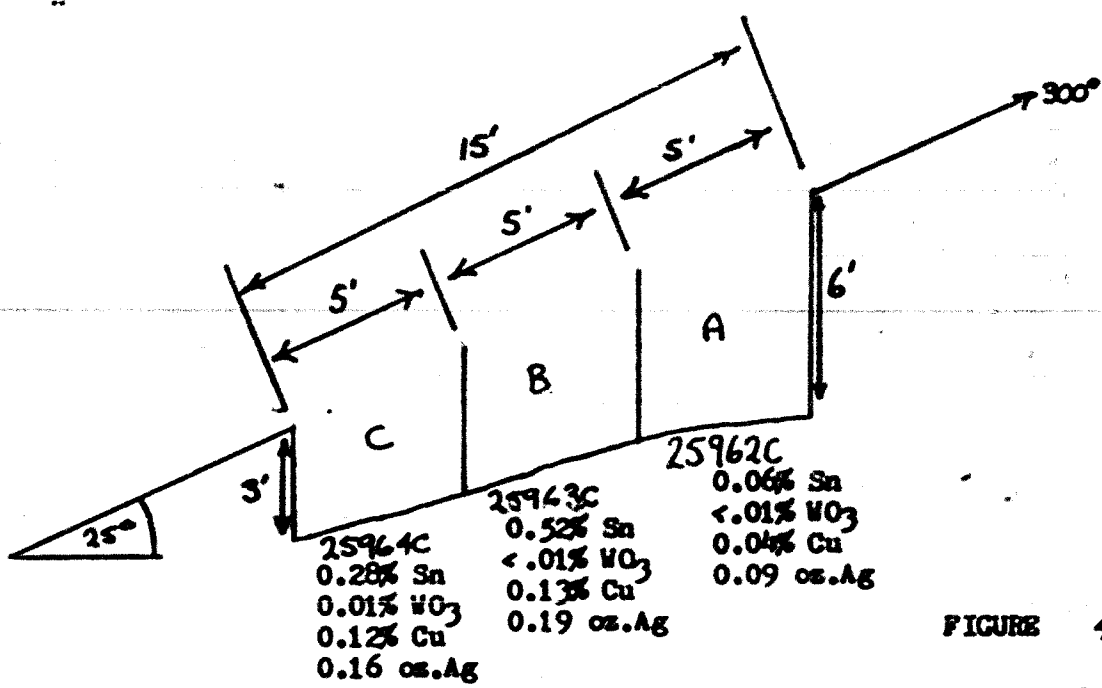 15'
5'
300°
5'
5'
6'
A
B
C
3'
25°
25962C
0.06% Sn
<.01% WO3
0.04% Cu
0.09 oz.Ag
25963C
0.52% Sn
<.01% WO3
0.13% Cu
0.19 oz.Ag
25964C
0.28% Sn
0.01% WO3
0.12% Cu
0.16 oz.Ag
FIGURE